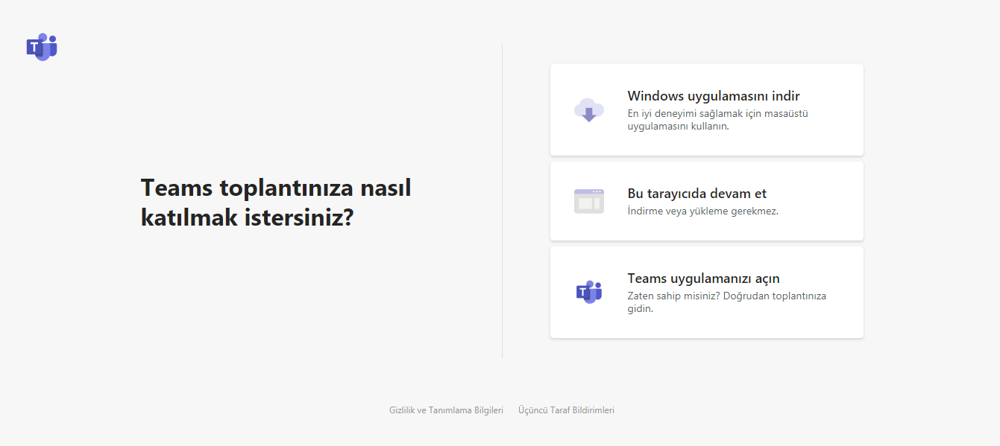 Teams toplantınıza nasıl
katılmak istersiniz?
Windows uygulamasını indir
En iyi deneyimi sağlamak için masaüstü
uygulamasını kullanın.
Bu tarayıcıda devam et
İndirme veya yükleme gerekmez.
Teams uygulamanızı açın
Zaten sahip misiniz? Doğrudan toplantınıza
gidin.
Gizlilik ve Tanımlama Bilgileri
Üçüncü Taraf Bildirimleri